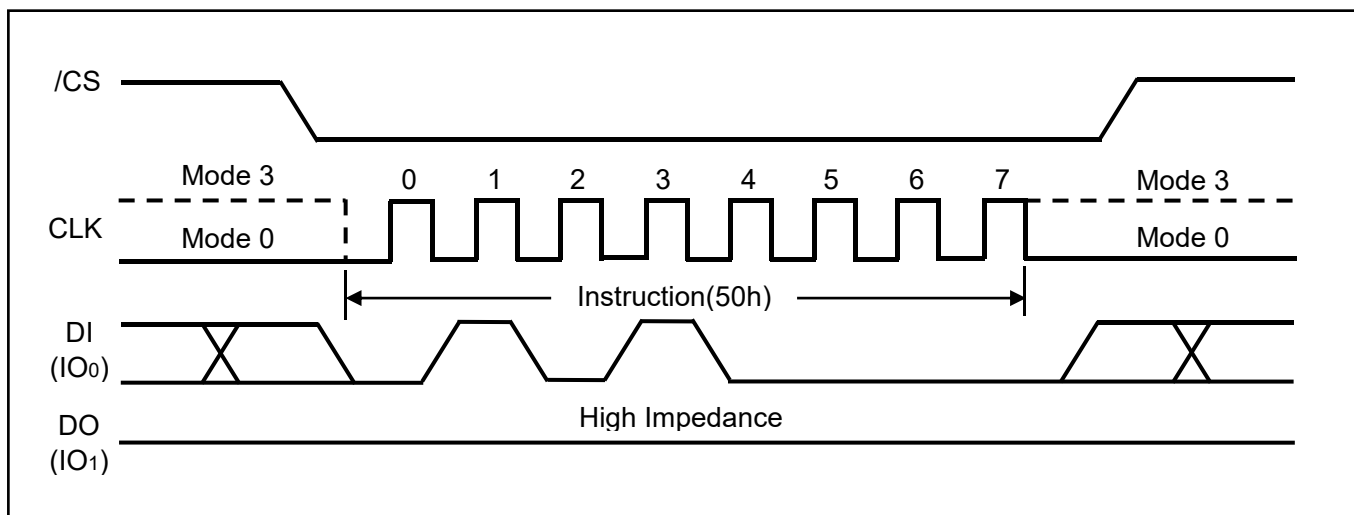 /CS
Mode 3
0 1 2 3 4 5 6 7
Mode 3
CLK
Mode 0
Mode 0
Instruction(50h)
DI
(IO0)
High Impedance
DO
(IO1)